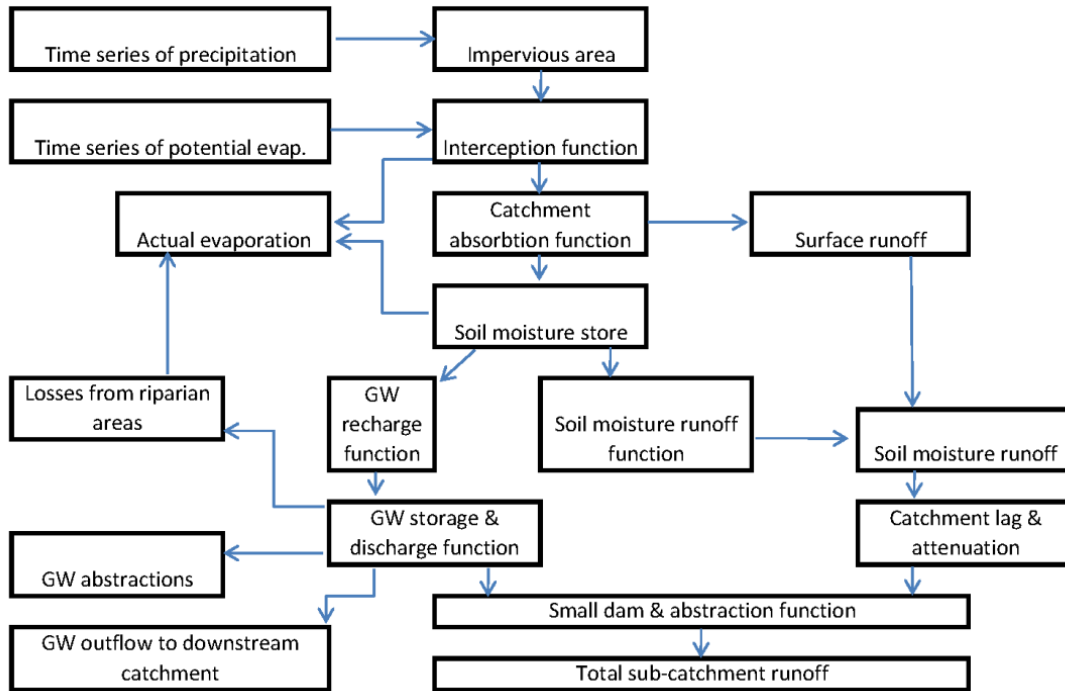 Time series of precipitation
Impervious area
Time series of potential evap.
Interception function
Actual evaporation
Catchment
absorbtion function
Surface runoff
Soil moisture store
Losses from riparian
areas
GW
recharge
function
Soil moisture runoff
function
Soil moisture runoff
GW storage &
discharge function
Catchment lag &
attenuation
GW abstractions
Small dam & abstraction function
GW outflow to downstream
catchment
Total sub-catchment runoff